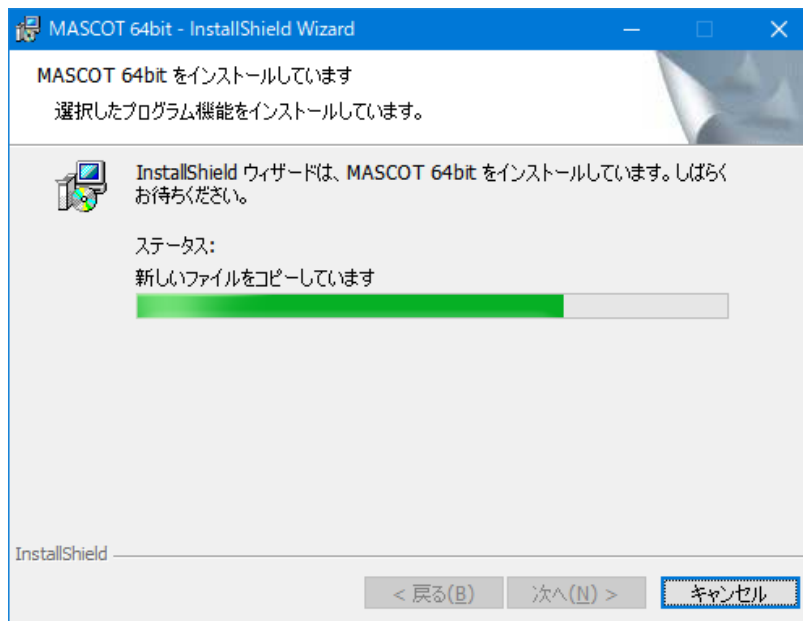 MASCOT 64bit - InstallShield Wizard
MASCOT 64bit をインストールしています
選択したプログラム機能をインストールしています。
InstallShield ウィザードは、MASCOT 64bit をインストールしています。しばらく
お待ちください。
ステータス:
新しいファイルをコピーしています
InstallShield
< 戻る(B)
次へ(N) >
キャンセル